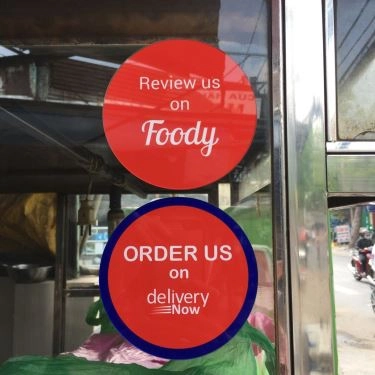 Review us
on
Foody
ORDER US
on
delivery
Now